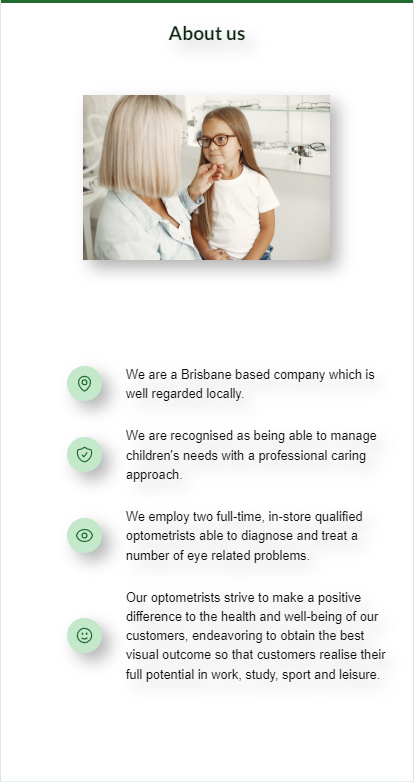 About us
We are a Brisbane based company which is
well regarded locally.
We are recognised as being able to manage
children's needs with a professional caring
approach.
We employ two full-time, in-store qualified
optometrists able to diagnose and treat a
number of eye related problems.
Our optometrists strive to make a positive
difference to the health and well-being of our
customers, endeavoring to obtain the best
visual outcome so that customers realise their
full potential in work, study, sport and leisure.